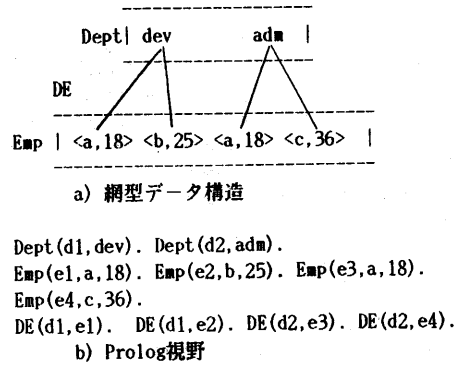 Dept| dev adm |
DE
Emp | <a,18> <b,25> <a,18> <c,36> |
a) 網型データ構造
Dept(d1,dev). Dept(d2,adm).
Emp(e1,a,18). Emp(e2,b,25). Emp(e3,a,18).
Emp(e4,c,36).
DE(d1,e1). DE(d1,e2). DE(d2,e3). DE(d2,e4).
b) Prolog視野